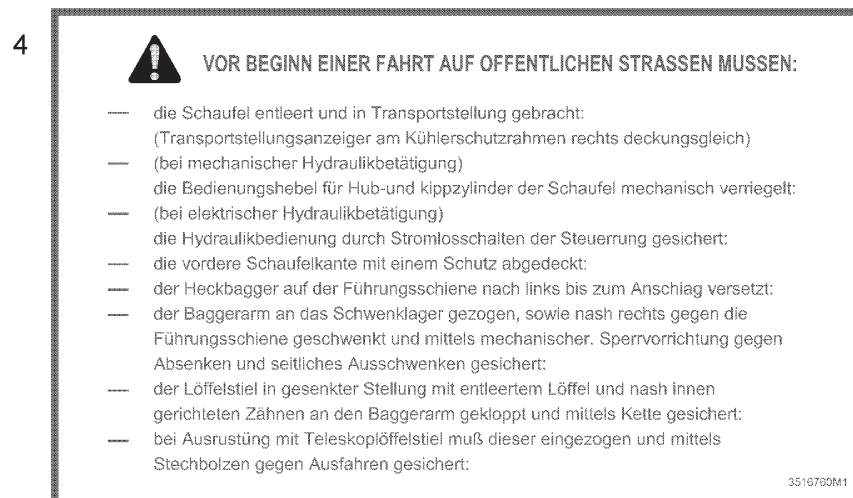 4
VOR BEGINN EINER FAHRT AUF OFFENTLICHEN STRASSEN MUSSEN:
— die Schaufel entleert und in Transportstellung gebracht:
(Transportstellungsanzeiger am Kühlerschutzrahmen rechts deckungsgleich)
— (bei mechanischer Hydraulikbetätigung)
die Bedienungshebel für Hub-und kippzylinder der Schaufel mechanisch verriegelt:
— (bei elektrischer Hydraulikbetätigung)
die Hydraulikbedienung durch Stromlosschalten der Steuerrung gesichert:
— die vordere Schaufelkante mit einem Schutz abgedeckt:
— der Heckbagger auf der Führungsschiene nach links bis zum Anschiag versetzt:
— der Baggerarm an das Schwenklager gezogen, sowie nash rechts gegen die
Führungsschiene geschwenkt und mittels mechanischer. Sperrvorrichtung gegen
Absenken und seitliches Ausschwenken gesichert:
— der Löffelstiel in gesenkter Stellung mit entleertem Löffel und nash innen
gerichteten Zähnen an den Baggerarm gekloppt und mittels Kette gesichert:
— bei Ausrustüng mit Teleskoplöffelstiel muß dieser eingezogen und mittels
Stechbolzen gegen Ausfahren gesichert:
3516760M1